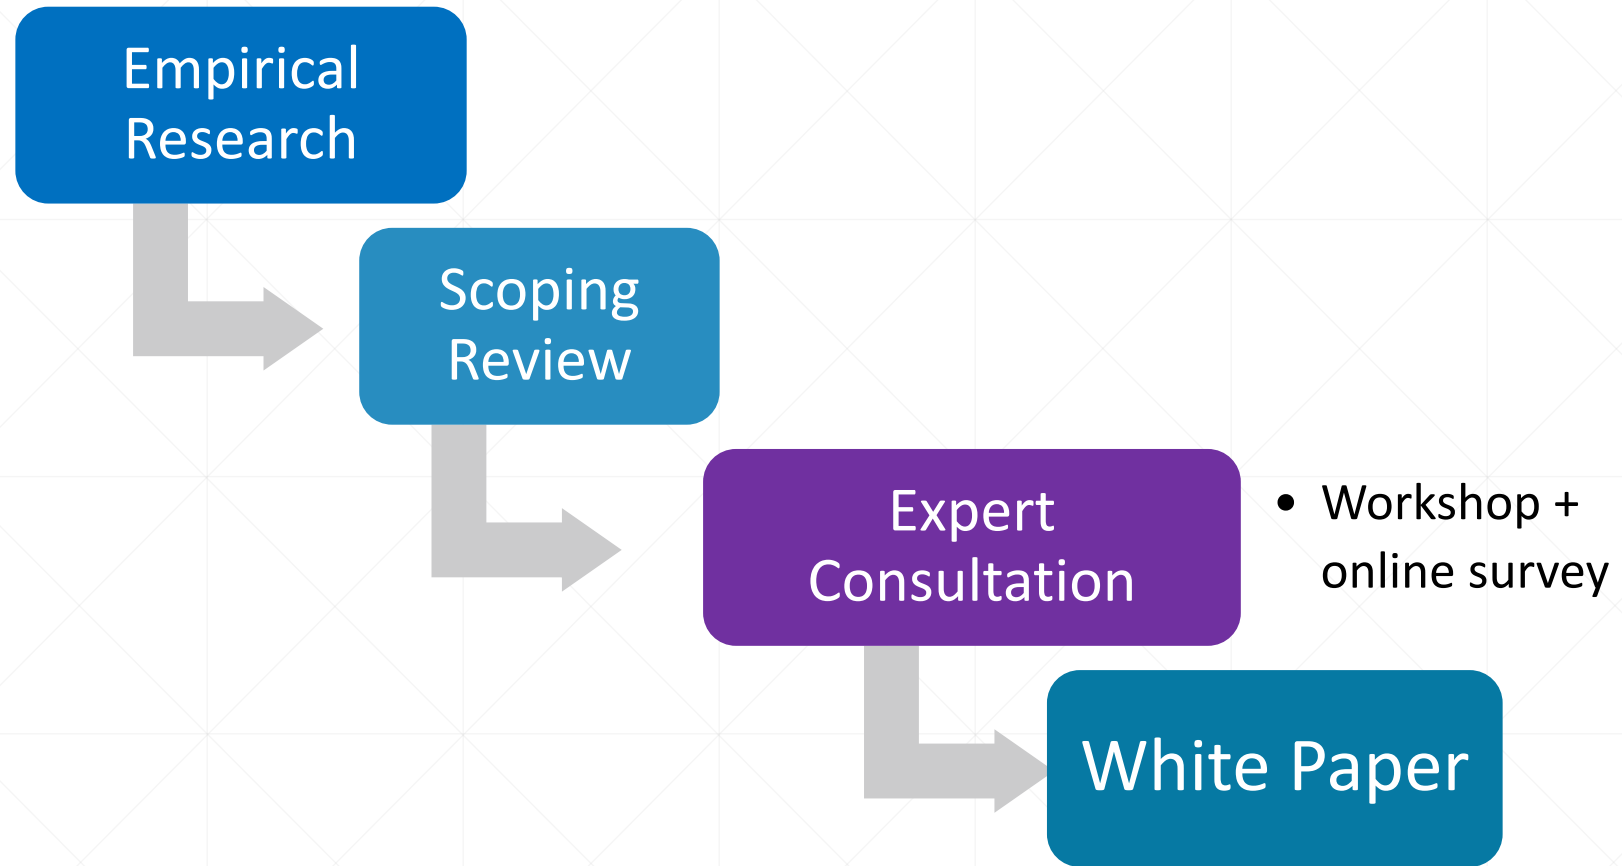 Empirical
Research
Scoping
Review
Expert
Consultation
• Workshop +
online survey
White Paper